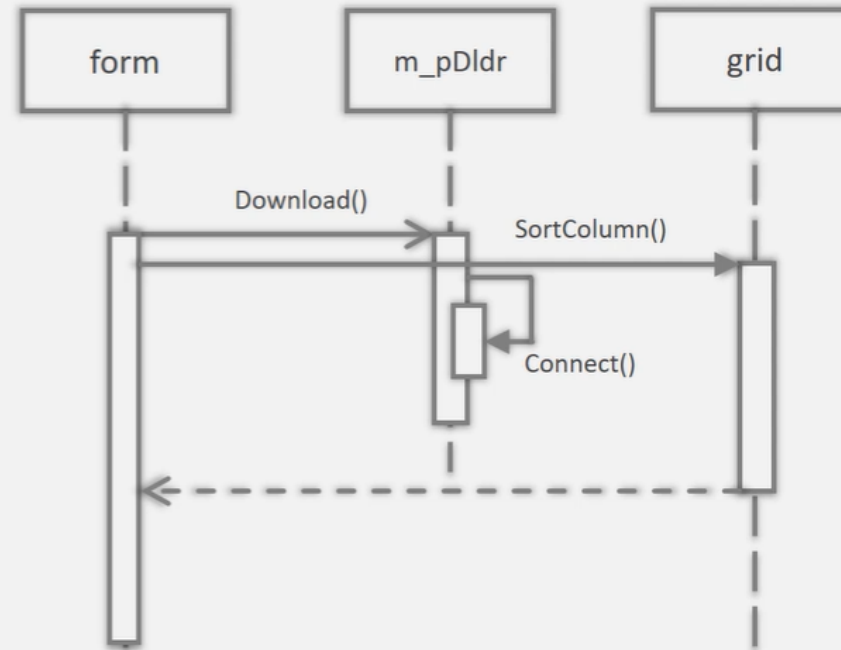 form
m_pDldr
grid
Download()
SortColumn()
Connect()